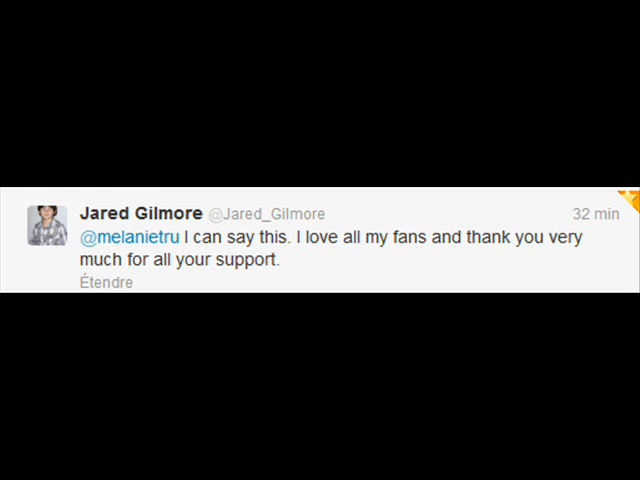 Jared Gilmore @Jared_Gilmore 32 min
@melanietru I can say this. I love all my fans and thank you very
much for all your support.
Étendre